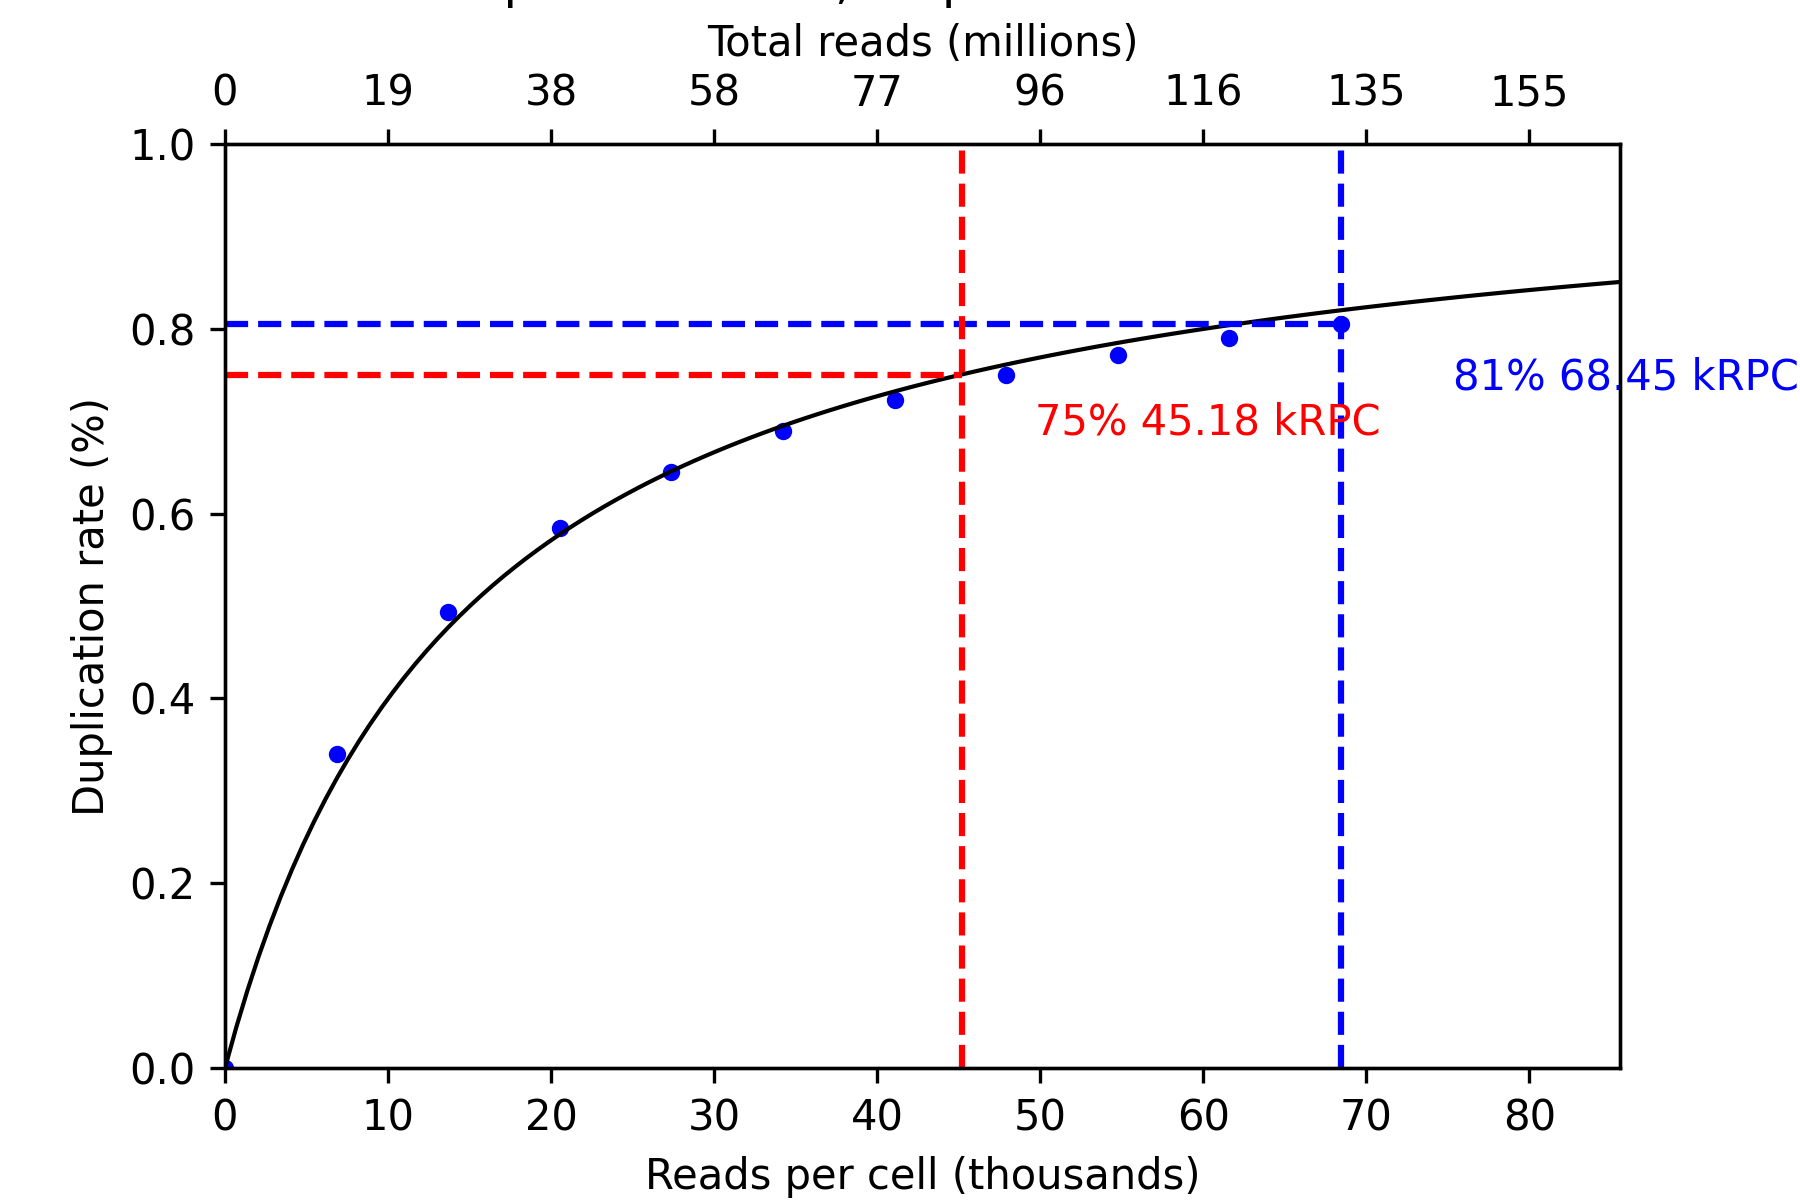 Total reads (millions)
0 19 38 58 77 96 116 135 155
1.0
0.8
0.6
0.4
0.2
0.0
Duplication rate (%)
81% 68.45 kRPC
75% 45.18 kRPC
0 10 20 30 40 50 60 70 80
Reads per cell (thousands)